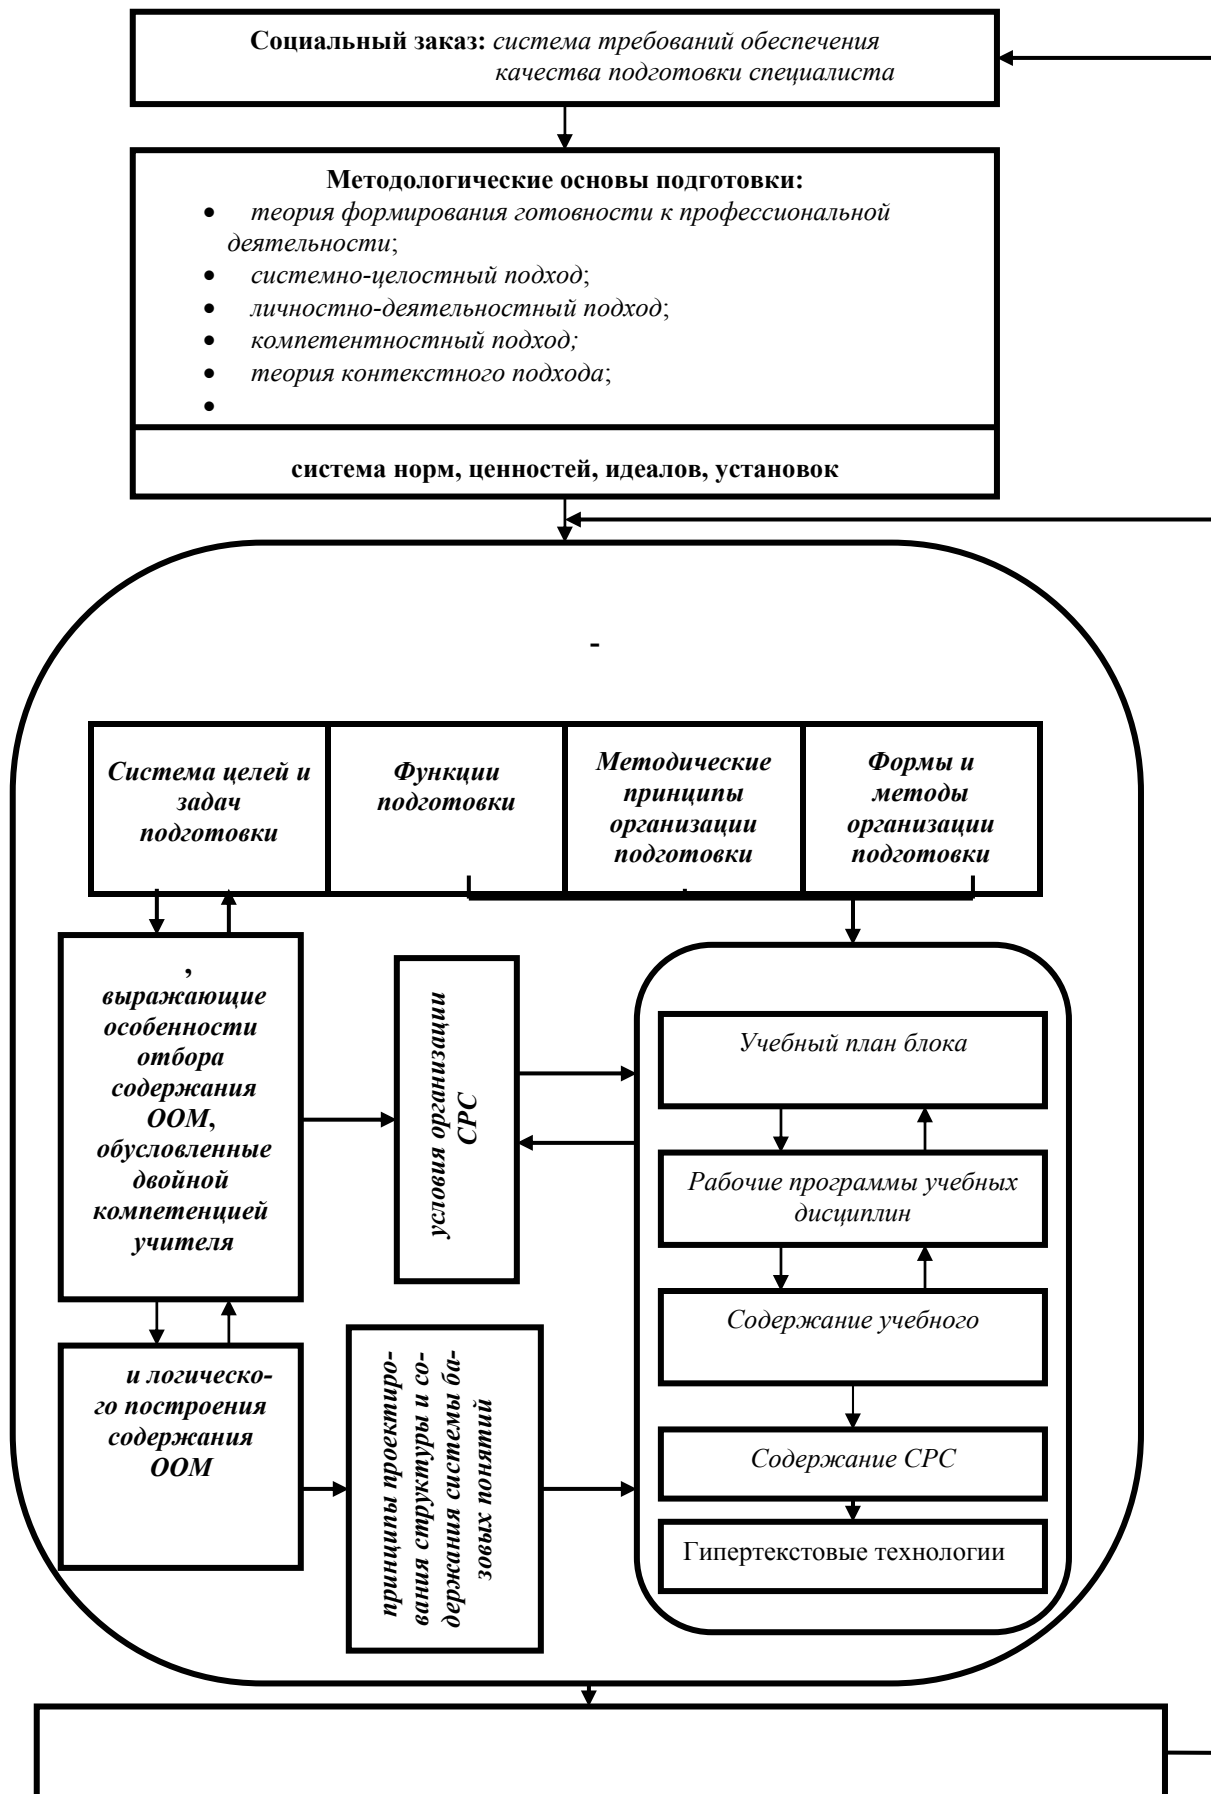 Социальный заказ: система требований обеспечения
качества подготовки специалиста
Методологические основы подготовки:
• теория формирования готовности к профессиональной
деятельности;
• системно-целостный подход;
• личностно-деятельностный подход;
• компетентностный подход;
• теория контекстного подхода;
•
система норм, ценностей, идеалов, установок
-
Система целей и
задач
подготовки
Функции
подготовки
Методические
принципы
организации
подготовки
Формы и
методы
организации
подготовки
,
выражающие
особенности
отбора
содержания
ООМ,
обусловленные
двойной
компетенцией
учителя
условия организации
СРС
Учебный план блока
Рабочие программы учебных
дисциплин
Содержание учебного
и логическо-
го построения
содержания
ООМ
принципы проектиро-
вания структуры и со-
держания системы ба-
зовых понятий
Содержание СРС
Гипертекстовые технологии